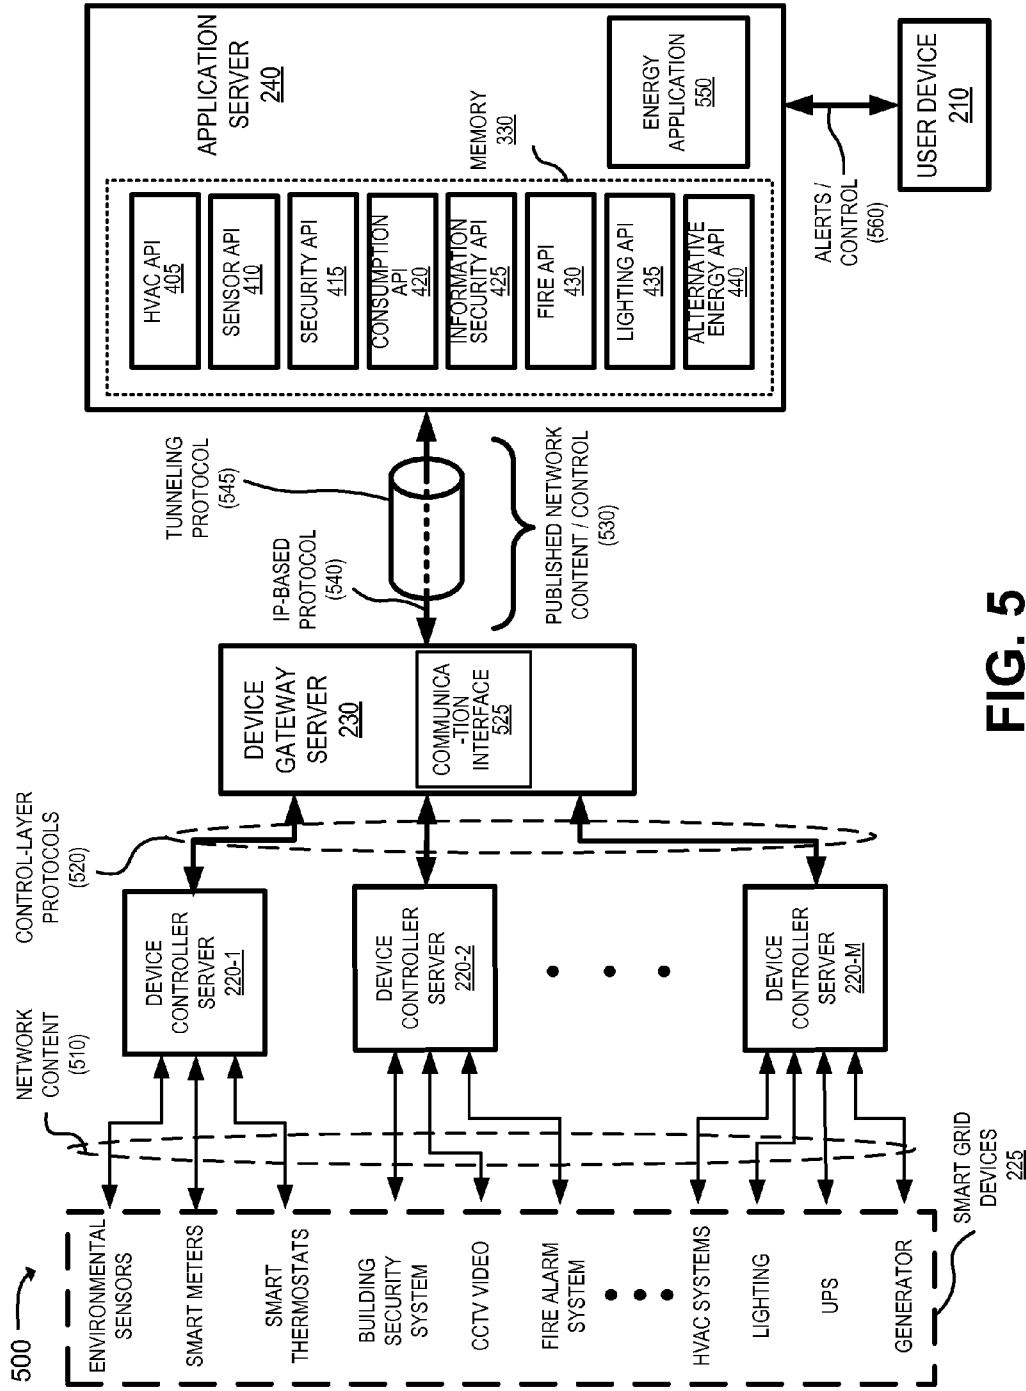 500
ENVIRONMENTAL
SENSORS
SMART METERS
SMART
THERMOSTATS
BUILDING
SECURITY
SYSTEM
CCTV VIDEO
FIRE ALARM
SYSTEM
HVAC SYSTEMS
LIGHTING
UPS
GENERATOR
SMART GRID
DEVICES
225
NETWORK
CONTENT
(510)
DEVICE
CONTROLLER
SERVER
220-1
DEVICE
CONTROLLER
SERVER
220-2
DEVICE
CONTROLLER
SERVER
220-M
CONTROL-LAYER
PROTOCOLS
(520)
DEVICE
GATEWAY
SERVER
230
COMMUNICA
-TION
INTERFACE
525
IP-BASED
PROTOCOL
(540)
TUNNELING
PROTOCOL
(545)
PUBLISHED NETWORK
CONTENT / CONTROL
(530)
APPLICATION
SERVER
240
HVAC API
405
SENSOR API
410
SECURITY API
415
CONSUMPTION
API
420
INFORMATION
SECURITY API
425
FIRE API
430
LIGHTING API
435
ALTERNATIVE
ENERGY API
440
MEMORY
330
ENERGY
APPLICATION
550
ALERTS /
CONTROL
(560)
USER DEVICE
210
FIG. 5